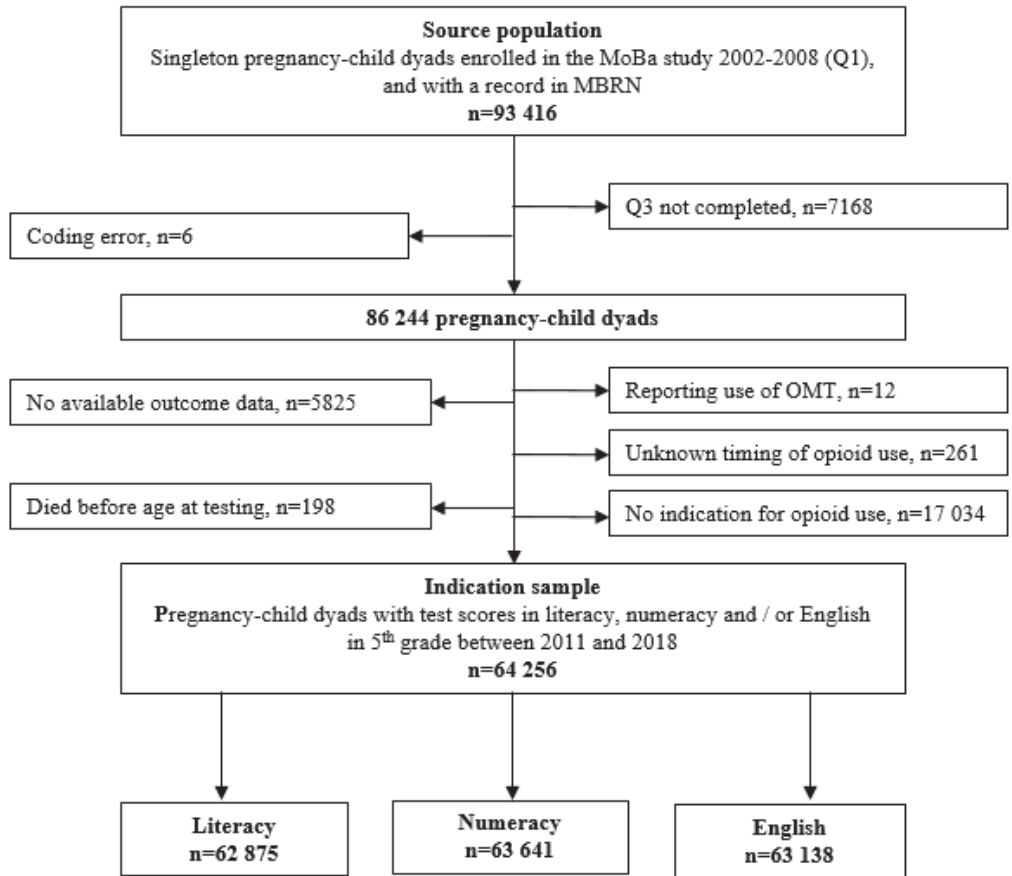 Source population
Singleton pregnancy-child dyads enrolled in the MoBa study 2002-2008 (Q1),
and with a record in MBRN
n=93 416
Q3 not completed, n=7168
Coding error, n=6
86 244 pregnancy-child dyads
No available outcome data, n=5825
Reporting use of OMT, n=12
Unknown timing of opioid use, n=261
Died before age at testing, n=198
No indication for opioid use, n=17 034
Indication sample
Pregnancy-child dyads with test scores in literacy, numeracy and / or English
in 5th grade between 2011 and 2018
n=64 256
Literacy
n=62 875
Numeracy
n=63 641
English
n=63 138